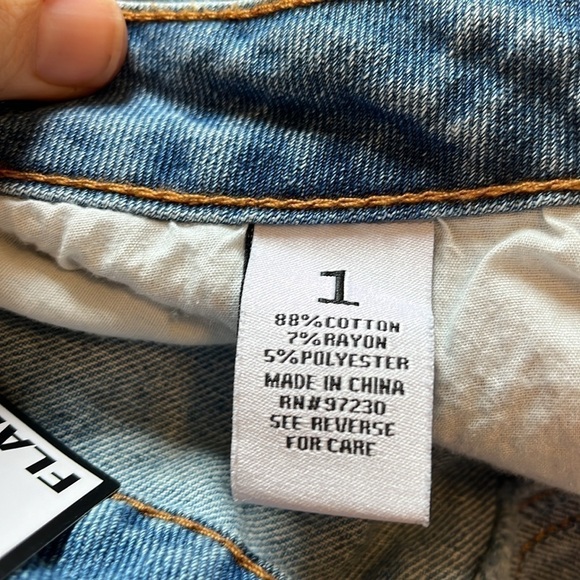 1
88%COTTON
7%RAYON
5%POLYESTER
MADE IN CHINA
RN#97230
SEE REVERSE
FOR CARE